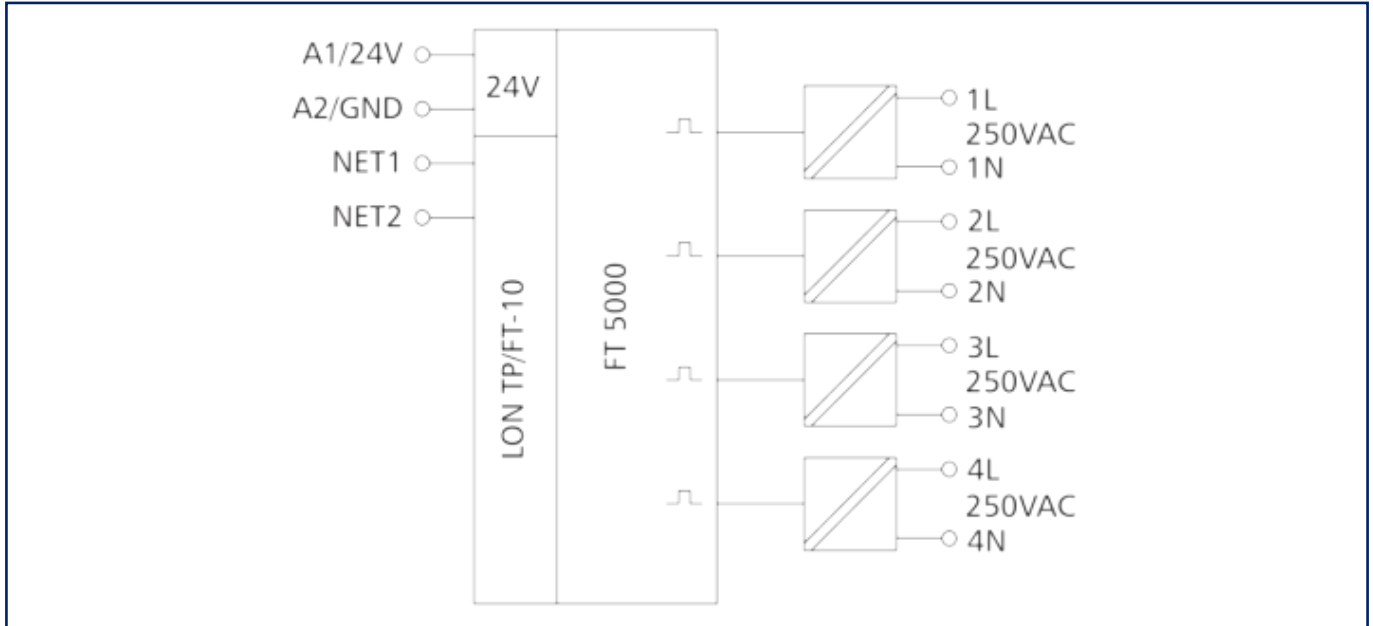 A1/24V
A2/GND
NET1
NET2
24V
LON TP/FT-10
FT 5000
1L
250VAC
1N
2L
250VAC
2N
3L
250VAC
3N
4L
250VAC
4N